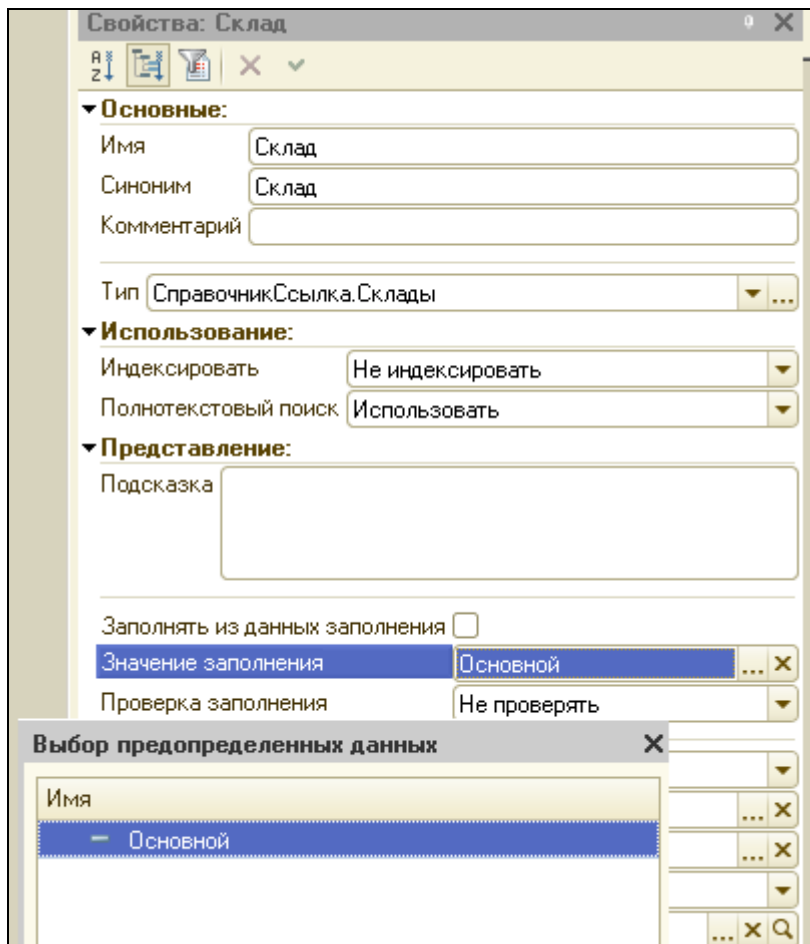 Свойства: Склад
Основные:
Имя Склад
Синоним Склад
Комментарий
Тип СправочникСсылка.Склады ...
Использование:
Индексировать Не индексировать
Полнотекстовый поиск Использовать
Представление:
Подсказка
Заполнять из данных заполнения
Значение заполнения Основной ...
Проверка заполнения Не проверять
Выбор предопределенных данных
Имя
...
Основной
...
...